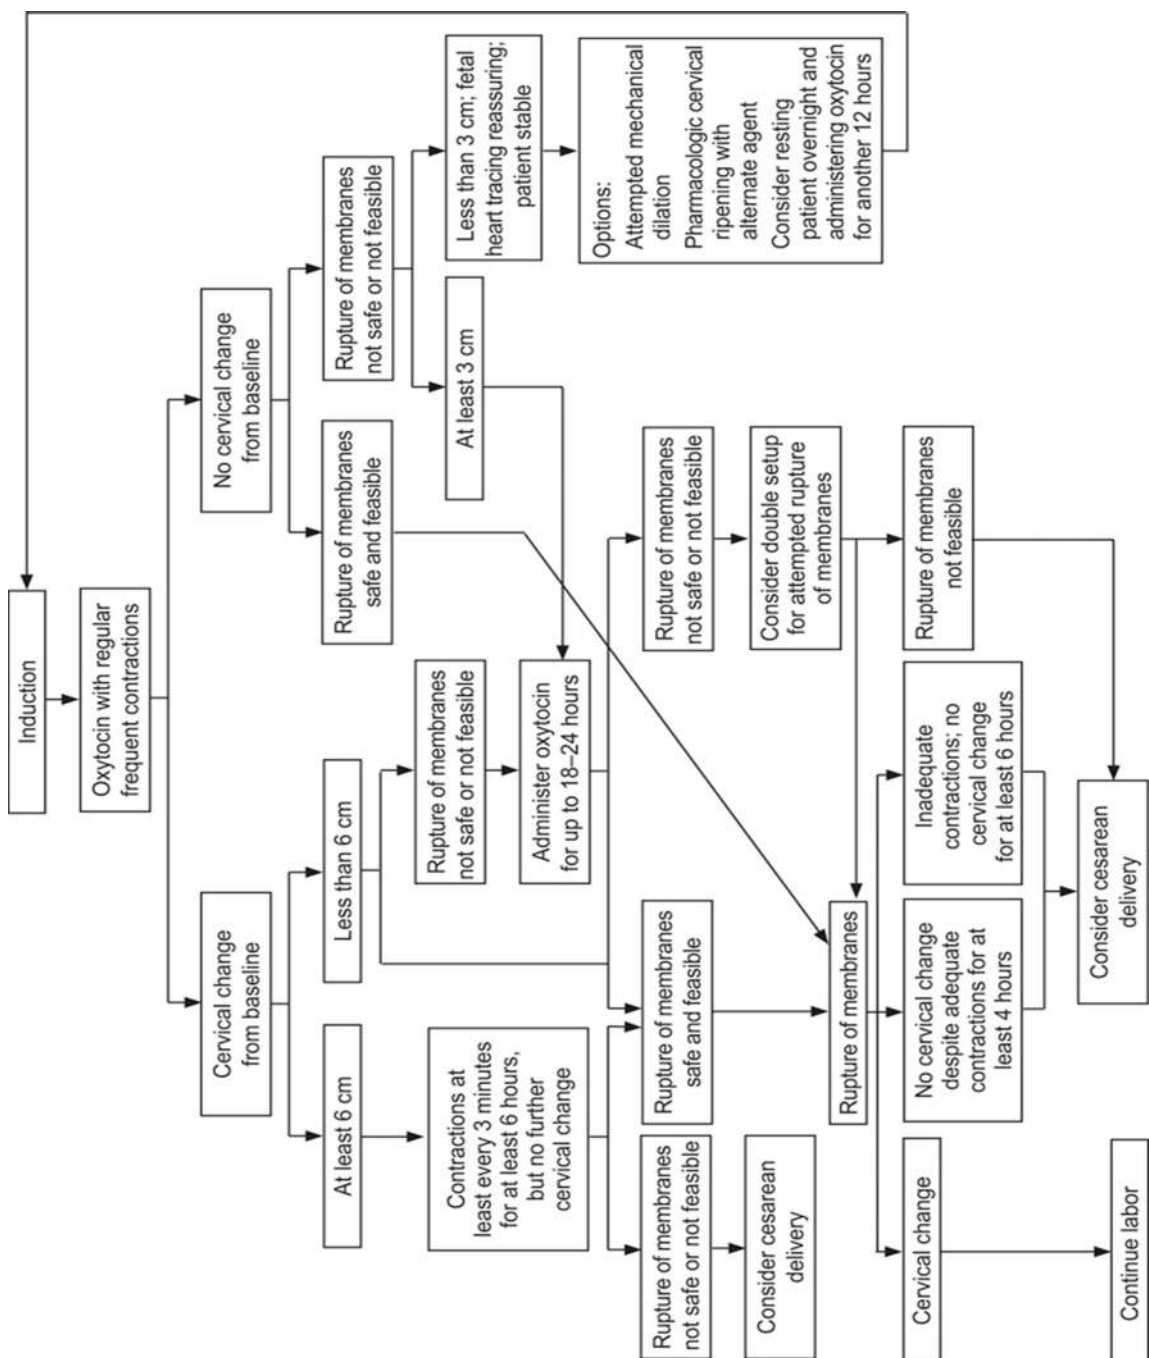 Induction
Oxytocin with regular
frequent contractions
Cervical change
from baseline
No cervical change
from baseline
At least 6 cm
Less than 6 cm
Rupture of membranes
safe and feasible
Rupture of membranes
not safe or not feasible
Contractions at
least every 3 minutes
for at least 6 hours,
but no further
cervical change
Rupture of membranes
not safe or not feasible
At least 3 cm
Less than 3 cm; fetal
heart tracing reassuring;
patient stable
Administer oxytocin
for up to 18–24 hours
Options:
Attempted mechanical
dilation
Pharmacologic cervical
ripening with
alternate agent
Consider resting
patient overnight and
administering oxytocin
for another 12 hours
Rupture of membranes
not safe or not feasible
Rupture of membranes
safe and feasible
Rupture of membranes
not safe or not feasible
Consider cesarean
delivery
Consider double setup
for attempted rupture
of membranes
Rupture of membranes
Cervical change
No cervical change
despite adequate
contractions for at
least 4 hours
Inadequate
contractions; no
cervical change
for at least 6 hours
Rupture of membranes
not feasible
Continue labor
Consider cesarean
delivery